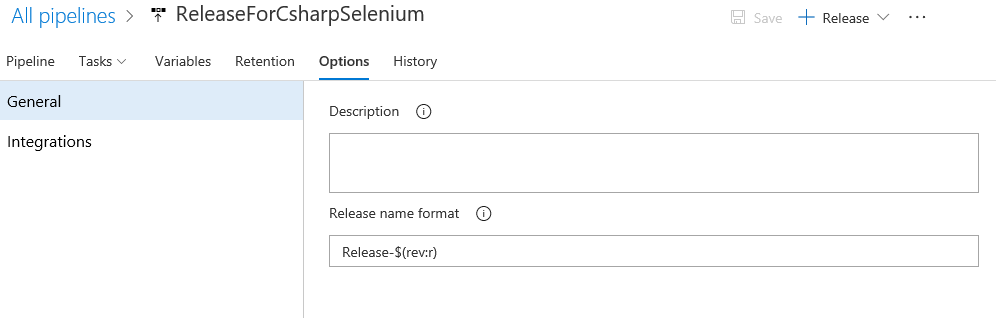 All pipelines > ReleaseForCsharpSelenium
Save + Release ...
Pipeline Tasks Variables Retention Options History
General
Integrations
Description
Release name format
Release-$(rev:r)